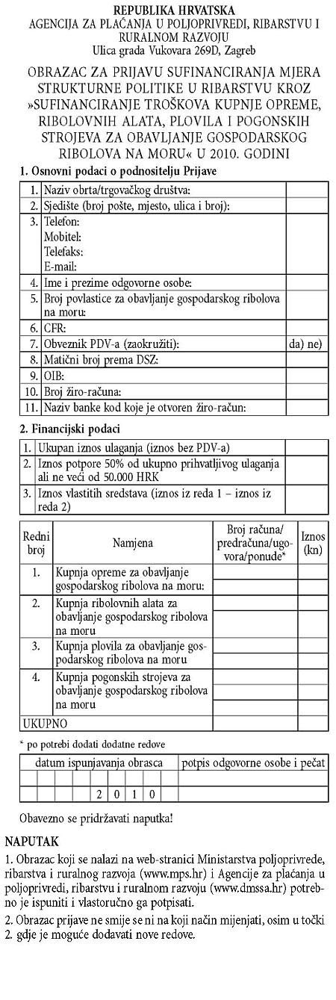 REPUBLIKA HRVATSKA
AGENCIJA ZA PLAĆANJA U POLJOPRIVREDI, RIBARSTVU I
RURALNOM RAZVOJU
Ulica grada Vukovara 269D, Zagreb
OBRAZAC ZA PRIJAVU SUFINANCIRANJA MJERA
STRUKTURNE POLITIKE U RIBARSTVU KROZ
»SUFINANCIRANJE TROŠKOVA KUPNJE OPREME,
RIBOLOVNIH ALATA, PLOVILA I POGONSKIH
STROJEVA ZA OBAVLJANJE GOSPODARSKOG
RIBOLOVA NA MORU« U 2010. GODINI
1. Osnovni podaci o podnositelju Prijave
1. Naziv obrta/trgovačkog društva:
2. Sjedište (broj pošte, mjesto, ulica i broj):
3. Telefon:
Mobitel:
Telefaks:
E-mail:
4. Ime i prezime odgovorne osobe:
5. Broj povlastice za obavljanje gospodarskog ribolova
na moru:
6. CFR:
7. Obveznik PDV-a (zaokružiti): da) ne)
8. Matični broj prema DSZ:
9. OIB:
10. Broj žiro-računa:
11. Naziv banke kod koje je otvoren žiro-račun:
2. Financijski podaci
1. Ukupan iznos ulaganja (iznos bez PDV-a)
2. Iznos potpore 50% od ukupno prihvatljivog ulaganja
ali ne veći od 50.000 HRK
3. Iznos vlastitih sredstava (iznos iz reda 1 – iznos iz
reda 2)
Redni broj Namjena Broj računa/predračuna/ugovora/ponude* Iznos (kn)
1. Kupnja opreme za obavljanje
gospodarskog ribolova na moru:
2. Kupnja ribolovnih alata za
obavljanje gospodarskog ribolova
na moru
3. Kupnja plovila za obavljanje gos-
podarskog ribolova na moru
4. Kupnja pogonskih strojeva za
obavljanje gospodarskog ribolova
na moru
UKUPNO
* po potrebi dodati dodatne redove
datum ispunjavanja obrasca potpis odgovorne osobe i pečat
2 0 1 0
Obavezno se pridržavati naputka!
NAPUTAK
1. Obrazac koji se nalazi na web-stranici Ministarstva poljoprivrede,
ribarstva i ruralnog razvoja (www.mps.hr) i Agencije za plaćanja u
poljoprivredi, ribarstvu i ruralnom razvoju (www.dmssa.hr) potreb-
no je ispuniti i vlastoručno ga potpisati.
2. Obrazac prijave ne smije se ni na koji način mijenjati, osim u točki
2. gdje je moguće dodavati nove redove.